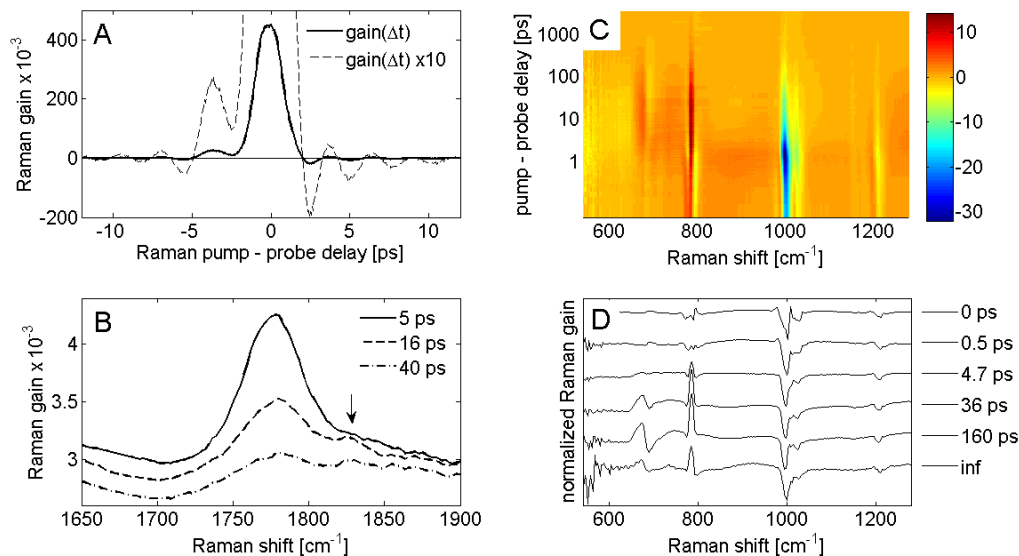 A
gain(Δt)
gain(Δt) x10
400
200
0
-200
Raman gain x 10-3
-10
-5
0
5
10
Raman pump - probe delay [ps]
B
5 ps
16 ps
40 ps
4
3.5
3
Raman gain x 10-3
1650
1700
1750
1800
1850
1900
Raman shift [cm-1]
C
1000
100
10
1
pump - probe delay [ps]
600
800
1000
1200
Raman shift [cm-1]
10
0
-10
-20
-30
D
0 ps
0.5 ps
4.7 ps
36 ps
160 ps
inf
normalized Raman gain
600
800
1000
1200
Raman shift [cm-1]